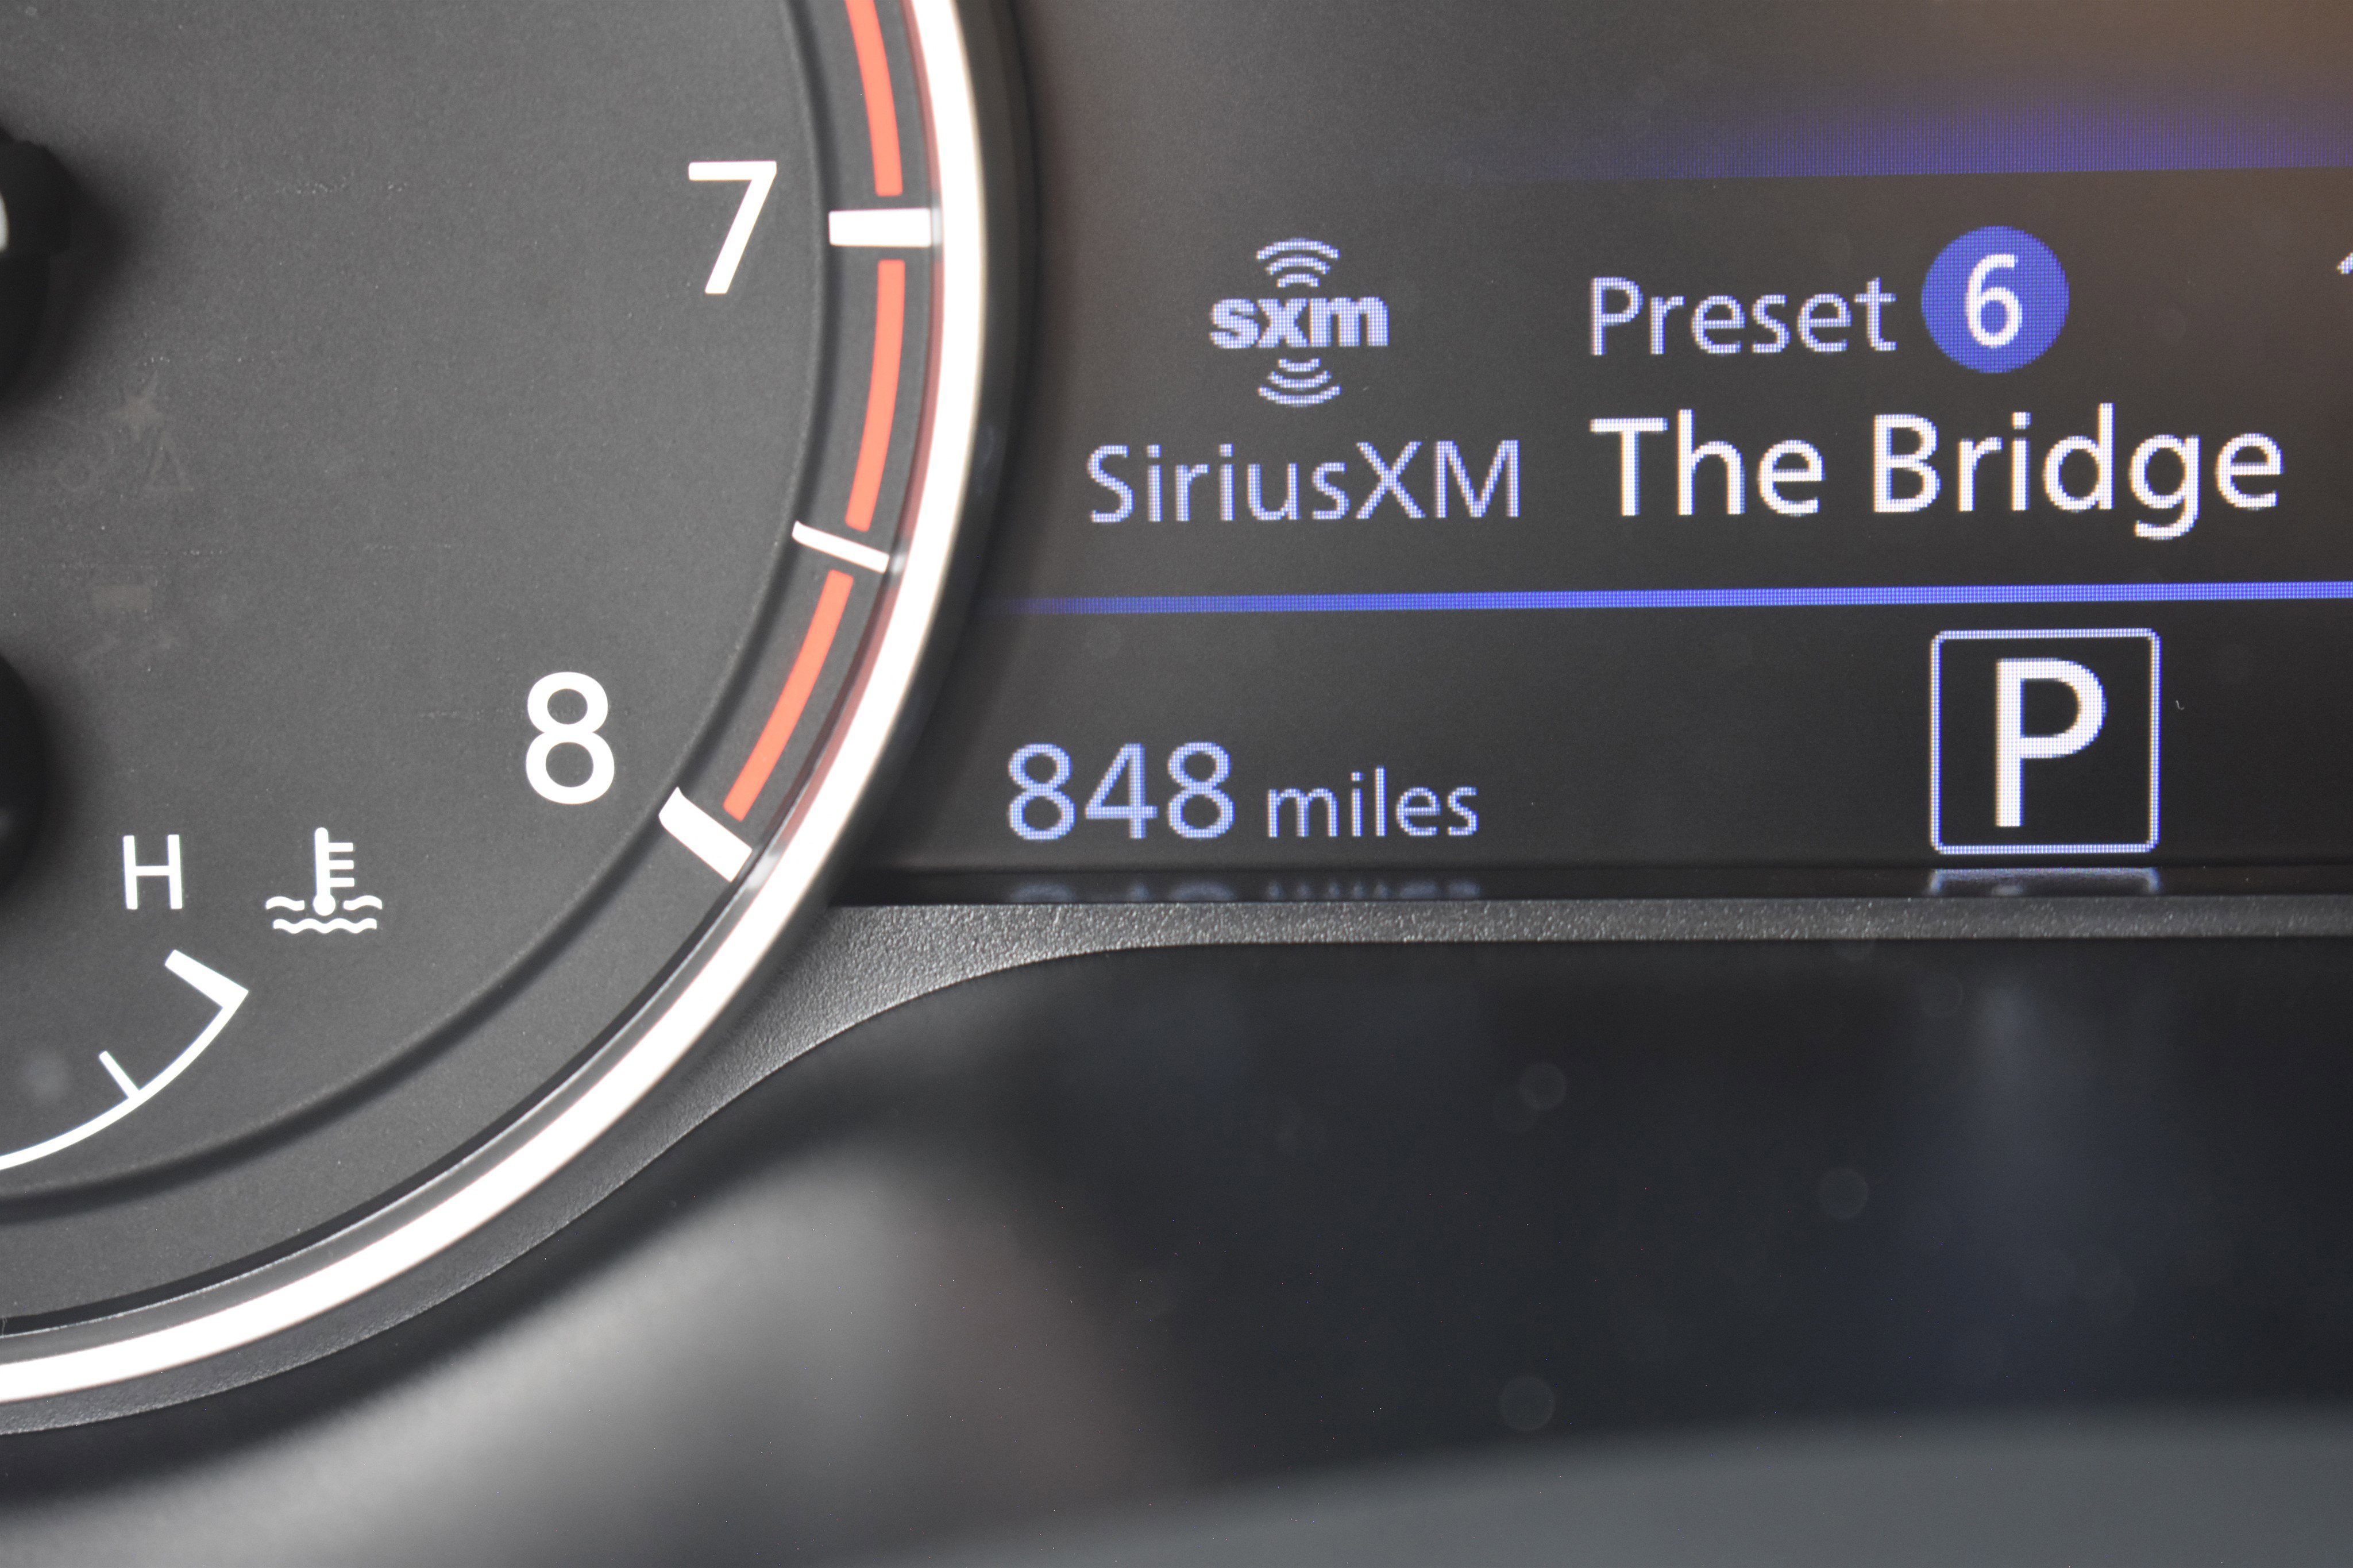 7
8
H
sxm
SiriusXM
Preset 6
The Bridge
848 miles
P